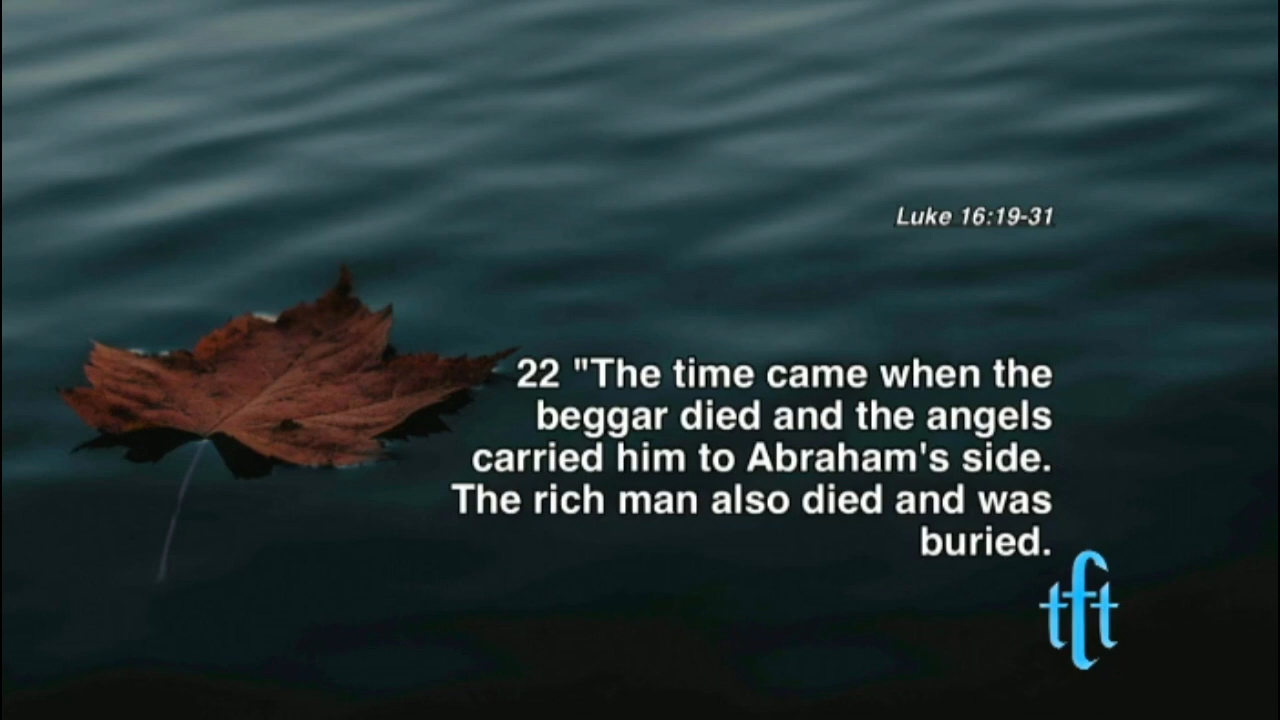 Luke 16:19-31
22 "The time came when the
beggar died and the angels
carried him to Abraham's side.
The rich man also died and was
buried.
tft